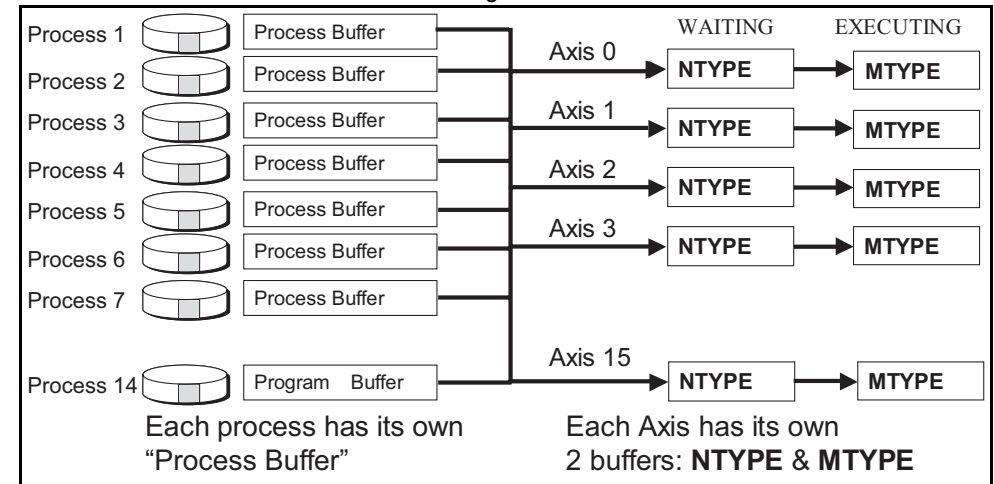 WAITING EXECUTING
Process 1 Process Buffer Axis 0 NTYPE MTYPE
Process 2 Process Buffer
Process 3 Process Buffer Axis 1 NTYPE MTYPE
Process 4 Process Buffer Axis 2 NTYPE MTYPE
Process 5 Process Buffer
Process 6 Process Buffer Axis 3 NTYPE MTYPE
Process 7 Process Buffer
Process 14 Program Buffer Axis 15 NTYPE MTYPE
Each process has its own
“Process Buffer”
Each Axis has its own
2 buffers: NTYPE & MTYPE